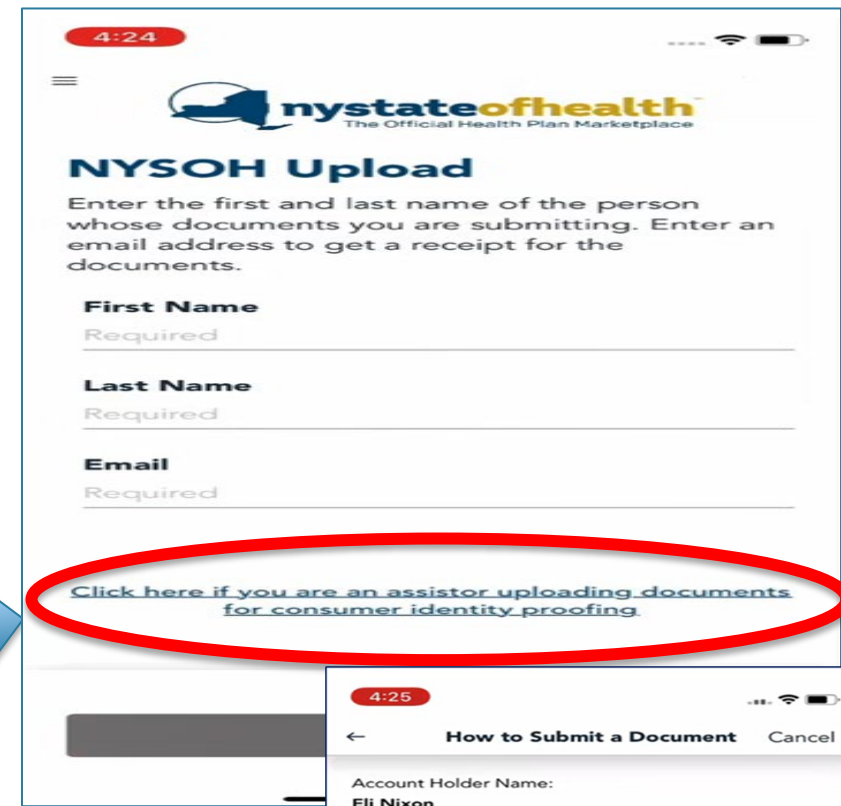 4:24
nystateofhealth
The Official Health Plan Marketplace
NYSOH Upload
Enter the first and last name of the person
whose documents you are submitting. Enter an
email address to get a receipt for the
documents.
First Name
Required
Last Name
Required
Email
Required
Click here if you are an assistor uploading documents
for consumer identity proofing
4:25
How to Submit a Document Cancel
Account Holder Name:
Eli Nixon